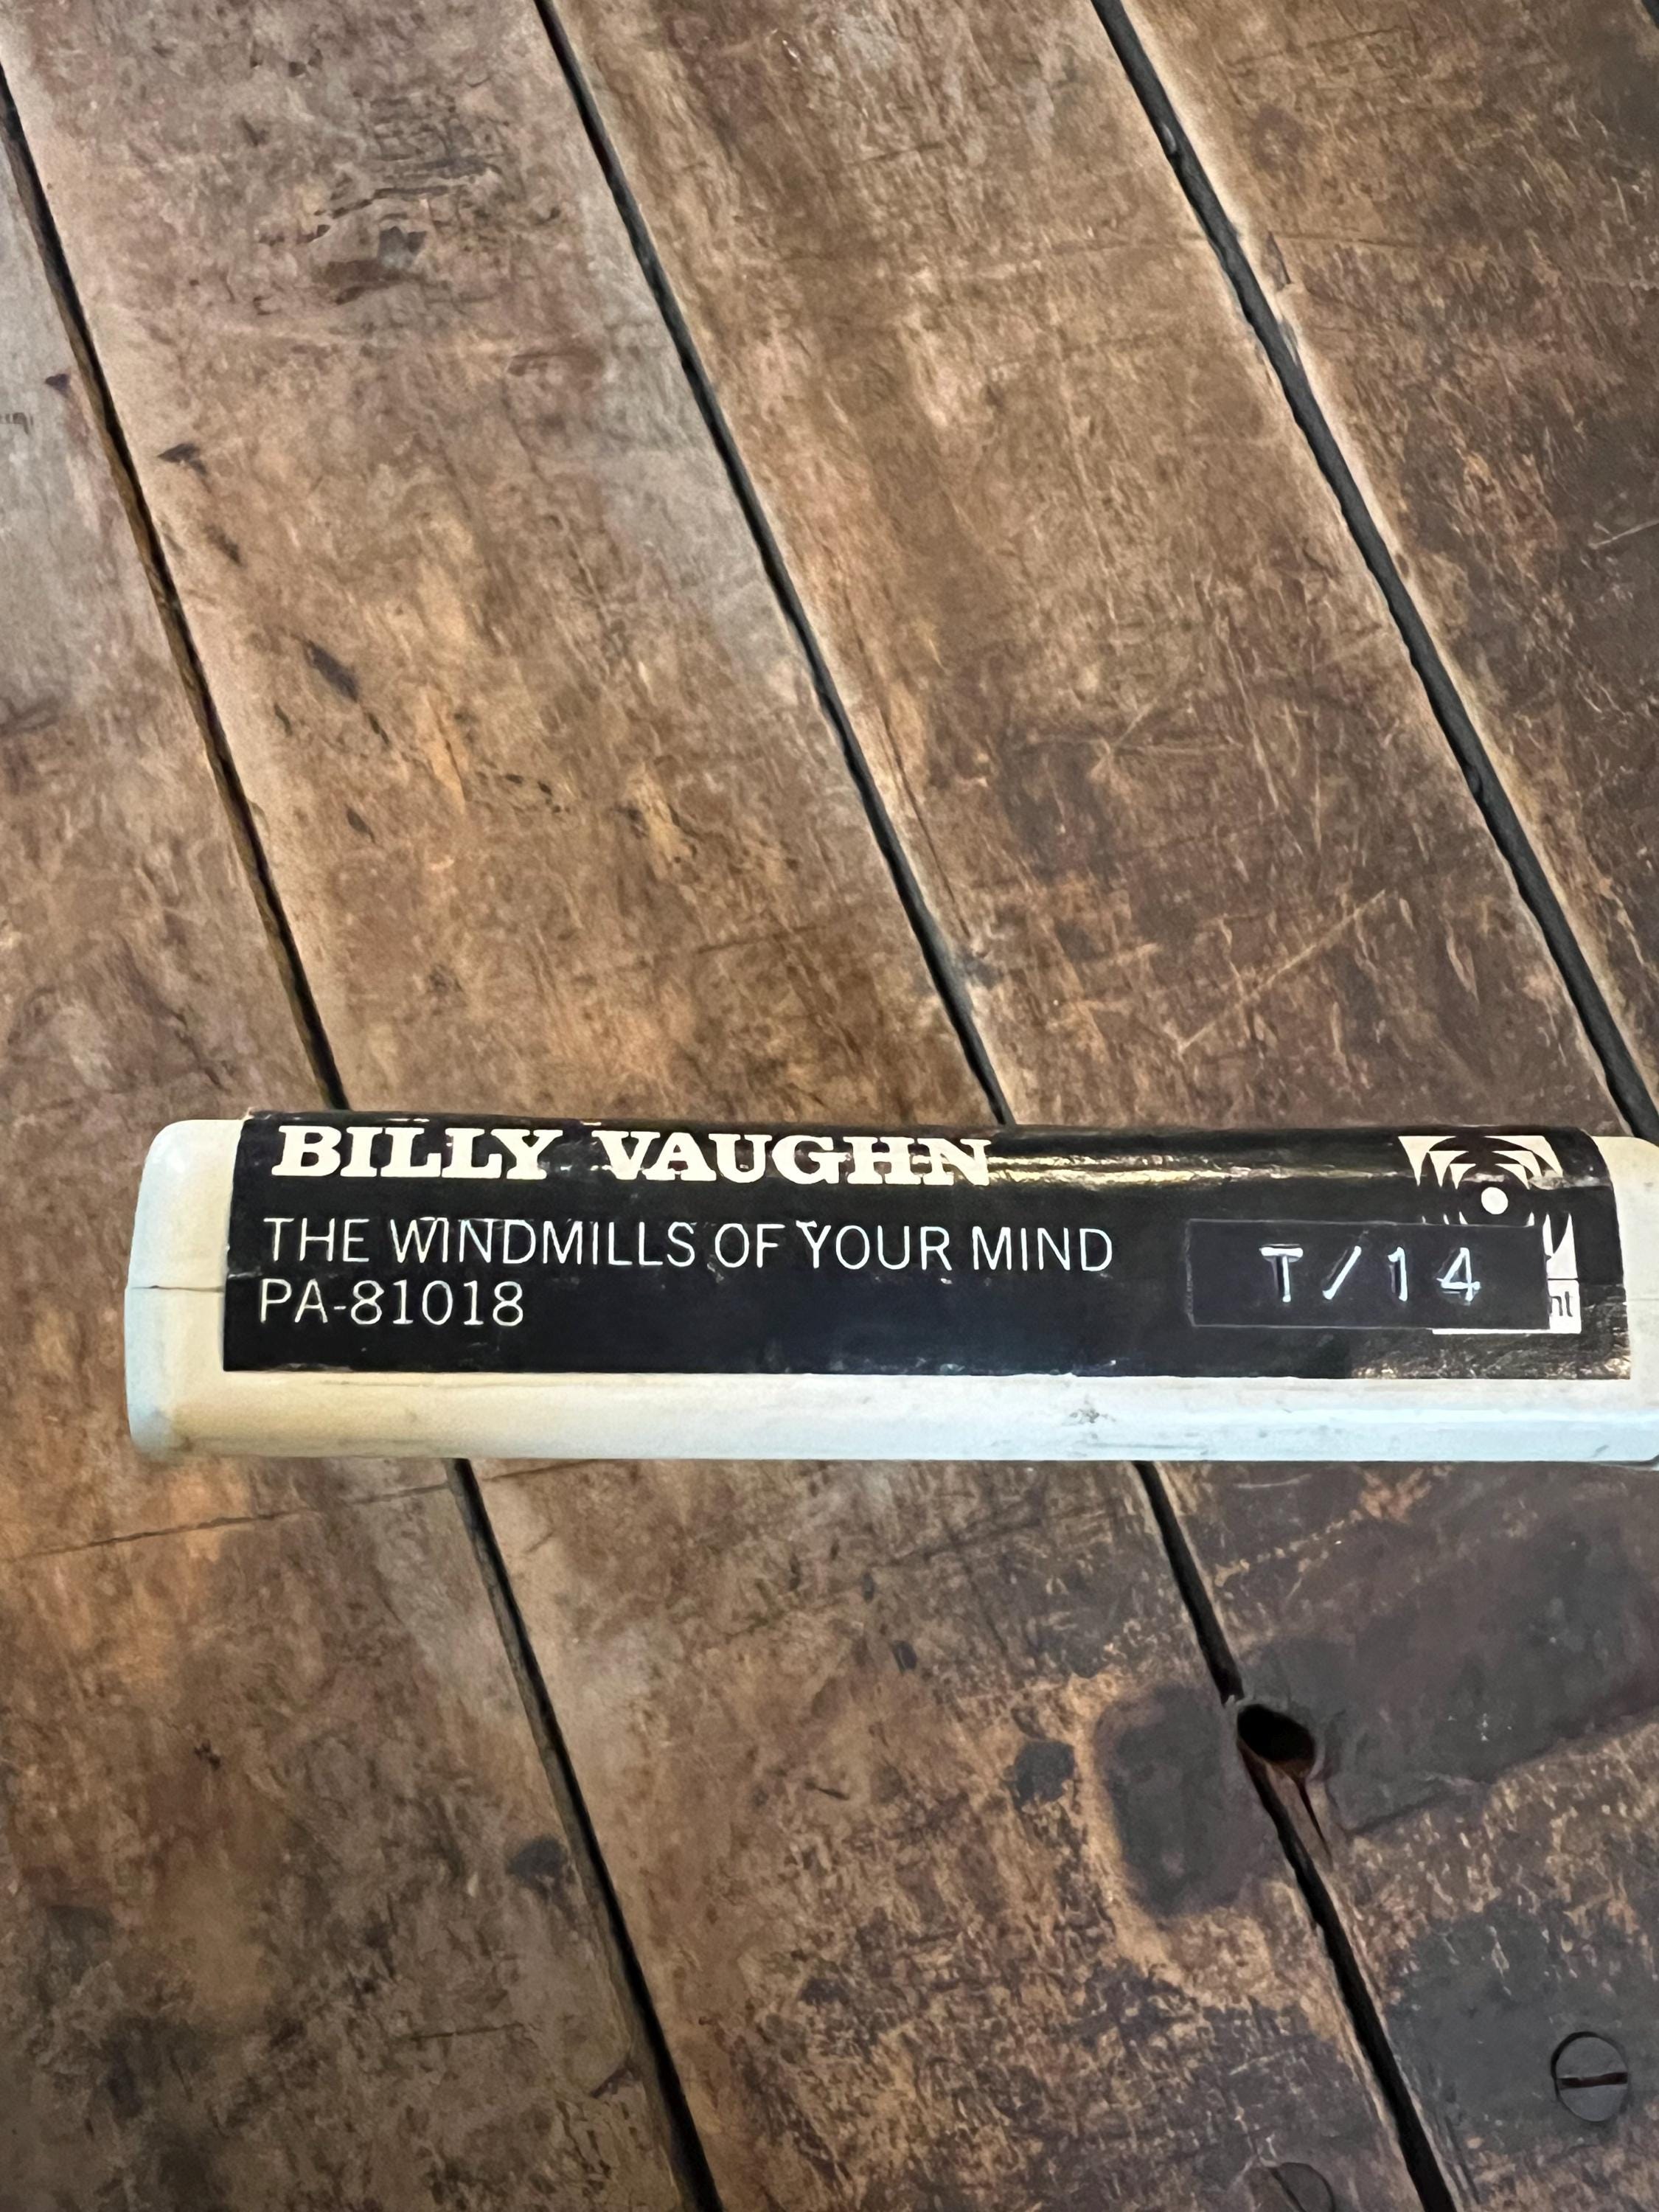 BILLY VAUGHN
THE WINDMILLS OF YOUR MIND
PA-81018
T/14